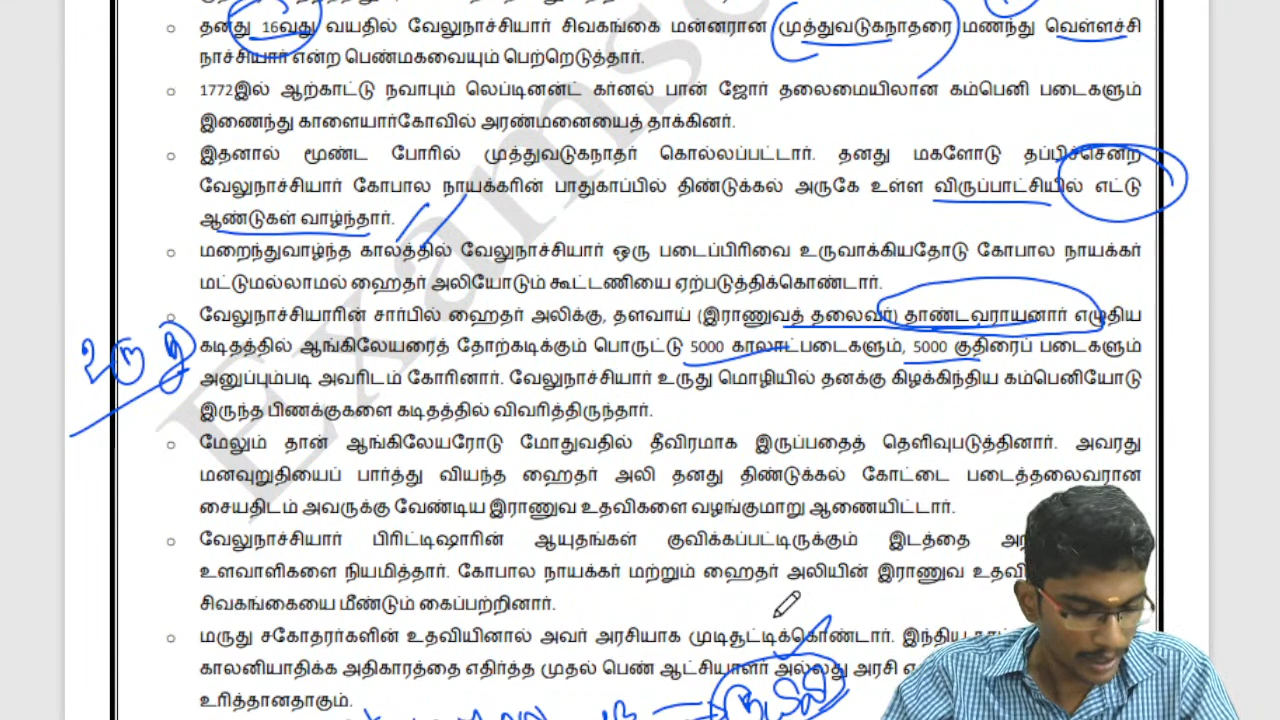 தனது 16வது வயதில் வேலுநாச்சியார் சிவகங்கை மன்னரான முத்துவடுகநாதரை மணந்து வெள்ளச்சி
நாச்சியார் என்ற பெண்மகவையும் பெற்றெடுத்தார்.
1772இல் ஆற்காட்டு நவாபும் லெப்டினன்ட் கர்னல் பான் ஜோர் தலைமையிலான கம்பெனி படைகளும்
இணைந்து காளையார்கோவில் அரண்மனையைத் தாக்கினர்.
இதனால் மூண்ட போரில் முத்துவடுகநாதர் கொல்லப்பட்டார். தனது மகளோடு தப்பிச்சென்ற
வேலுநாச்சியார் கோபால நாயக்கரின் பாதுகாப்பில் திண்டுக்கல் அருகே உள்ள விருப்பாட்சியில் எட்டு
ஆண்டுகள் வாழ்ந்தார்.
மறைந்துவாழ்ந்த காலத்தில் வேலுநாச்சியார் ஒரு படைப்பிரிவை உருவாக்கியதோடு கோபால நாயக்கர்
மட்டுமல்லாமல் ஹைதர் அலியோடும் கூட்டணியை ஏற்படுத்திக்கொண்டார்.
வேலுநாச்சியாரின் சார்பில் ஹைதர் அலிக்கு, தளவாய் (இராணுவத் தலைவர்) தாண்டவராயனார் எழுதிய
உருது
கடிதத்தில் ஆங்கிலேயரைத் தோற்கடிக்கும் பொருட்டு 5000 காலாட்படைகளும், 5000 குதிரைப் படைகளும்
அனுப்பும்படி அவரிடம் கோரினார். வேலுநாச்சியார் உருது மொழியில் தனக்கு கிழக்கிந்திய கம்பெனியோடு
இருந்த பிணக்குகளை கடிதத்தில் விவரித்திருந்தார்.
மேலும் தான் ஆங்கிலேயரோடு மோதுவதில் தீவிரமாக இருப்பதைத் தெளிவுபடுத்தினார். அவரது
மனவுறுதியைப் பார்த்து வியந்த ஹைதர் அலி தனது திண்டுக்கல் கோட்டை படைத்தலைவரான
சையதிடம் அவருக்கு வேண்டிய இராணுவ உதவிகளை வழங்குமாறு ஆணையிட்டார்.
வேலுநாச்சியார் பிரிட்டிஷாரின் ஆயுதங்கள் குவிக்கப்பட்டிருக்கும் இடத்தை
உளவாளிகளை நியமித்தார். கோபால நாயக்கர் மற்றும் ஹைதர் அலியின் இராணுவ
சிவகங்கையை மீண்டும் கைப்பற்றினார்.
மருது சகோதரர்களின் உதவியினால் அவர் அரசியாக முடிசூட்டிக்கொண்டார். இந்திய
காலனியாதிக்க அதிகாரத்தை எதிர்த்த முதல் பெண் ஆட்சியாளர் அல்லது அரசி
உரித்தானதாகும்.